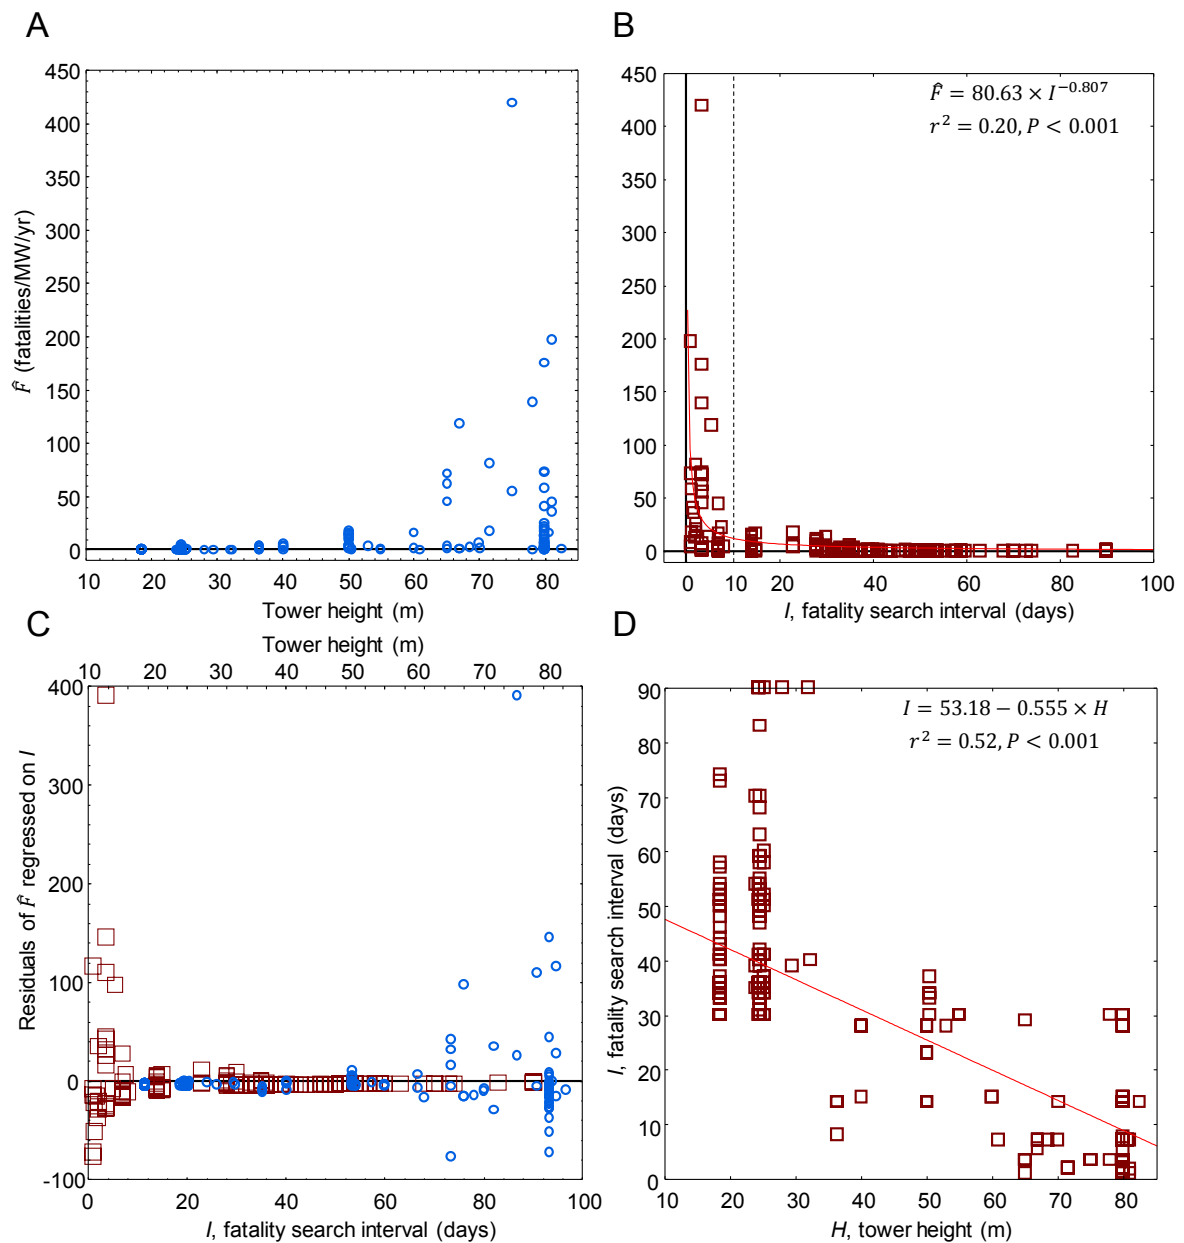 A
450
400
350
300
250
200
150
100
50
0
10 20 30 40 50 60 70 80
F̂ (fatalities/MW/yr)
Tower height (m)
B
F̂ = 80.63 × I^−0.807
r² = 0.20, P < 0.001
450
400
350
300
250
200
150
100
50
0
0 10 20 30 40 60 80 100
I, fatality search interval (days)
C
Tower height (m)
10 20 30 40 50 60 70 80
400
300
200
100
0
-100
0 20 40 60 80 100
Residuals of F̂ regressed on I
I, fatality search interval (days)
D
I = 53.18 − 0.555 × H
r² = 0.52, P < 0.001
90
80
70
60
50
40
30
20
10
0
10 20 30 40 50 60 70 80
I, fatality search interval (days)
H, tower height (m)